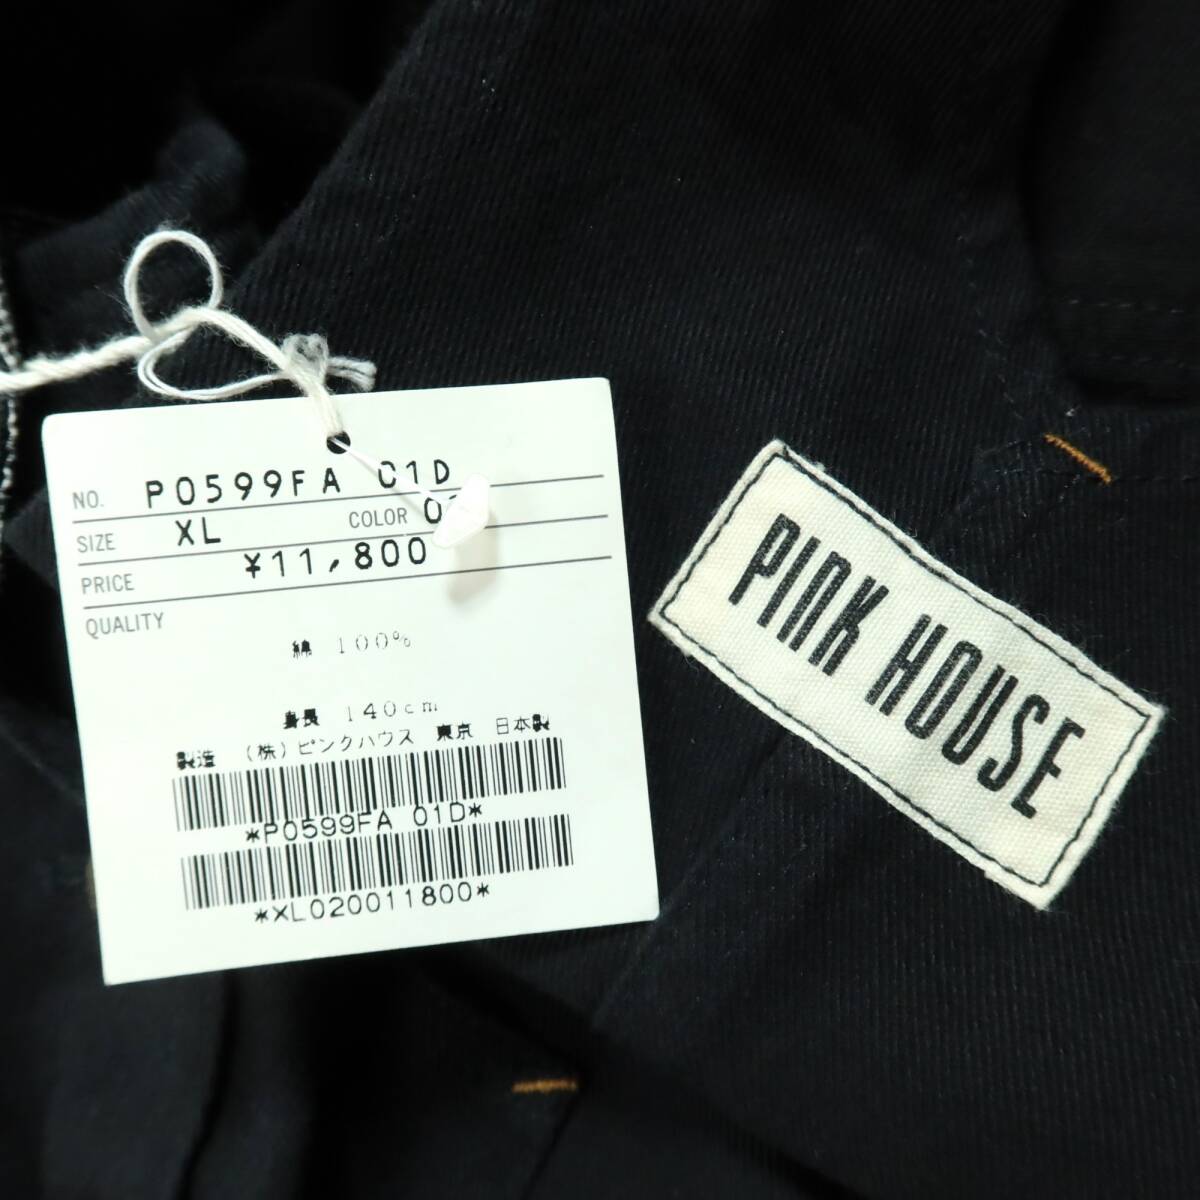 NO. P0599FA 01D
SIZE XL COLOR
PRICE ¥11,800
QUALITY
綿 100%
身長 140cm
製造 (株)ピンクハウス 東京 日本製
*P0599FA 01D*
*XL020011800*
PINK HOUSE